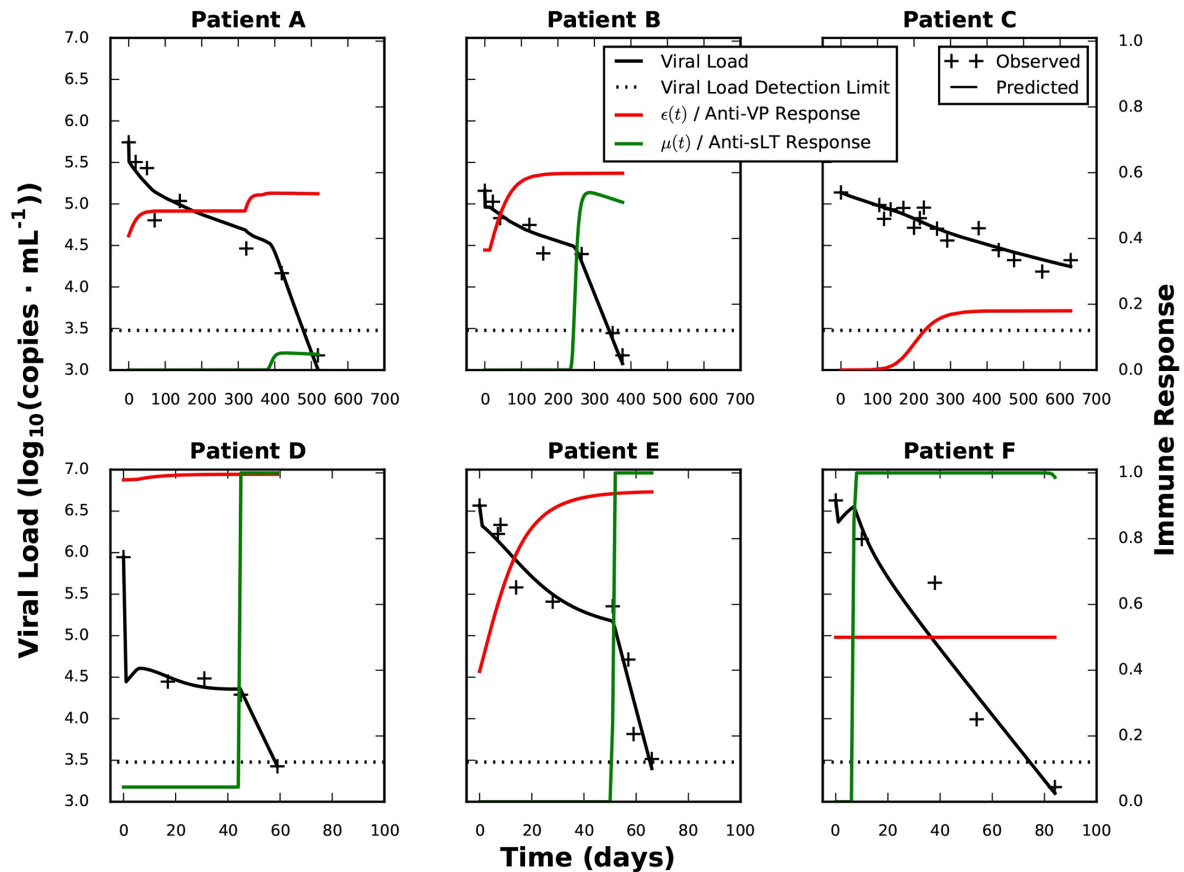 Patient A
Patient B
Patient C
7.0
6.5
6.0
5.5
5.0
4.5
4.0
3.5
3.0
0 100 200 300 400 500 600 700
0 100 200 300 400 500 600 700
0 100 200 300 400 500 600 700
Viral Load
Viral Load Detection Limit
ϵ(t) / Anti-VP Response
μ(t) / Anti-sLT Response
Observed
Predicted
1.0
0.8
0.6
0.4
0.2
0.0
Patient D
Patient E
Patient F
7.0
6.5
6.0
5.5
5.0
4.5
4.0
3.5
3.0
0 20 40 60 80 100
0 20 40 60 80 100
0 20 40 60 80 100
1.0
0.8
0.6
0.4
0.2
0.0
Viral Load (log10(copies · mL−1))
Immune Response
Time (days)